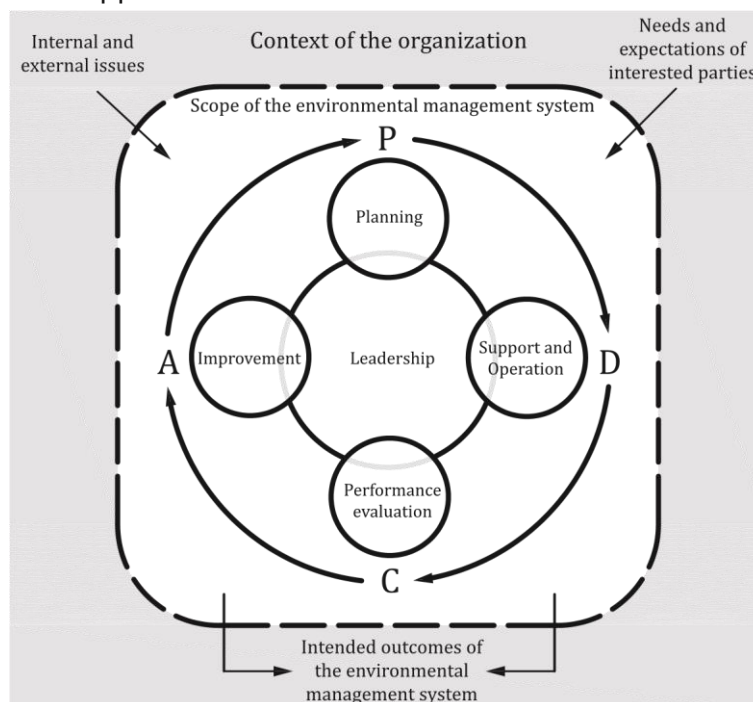 Internal and
external issues
Context of the organization
Needs and
expectations of
interested parties
Scope of the environmental management system
P
Planning
A
Improvement
Leadership
Support and
Operation
D
Performance
evaluation
C
Intended outcomes of
the environmental
management system